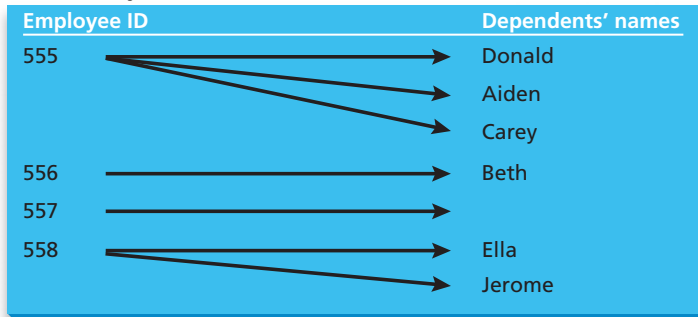 Employee ID Dependents’ names
555 Donald
Aiden
Carey
556 Beth
557
558 Ella
Jerome